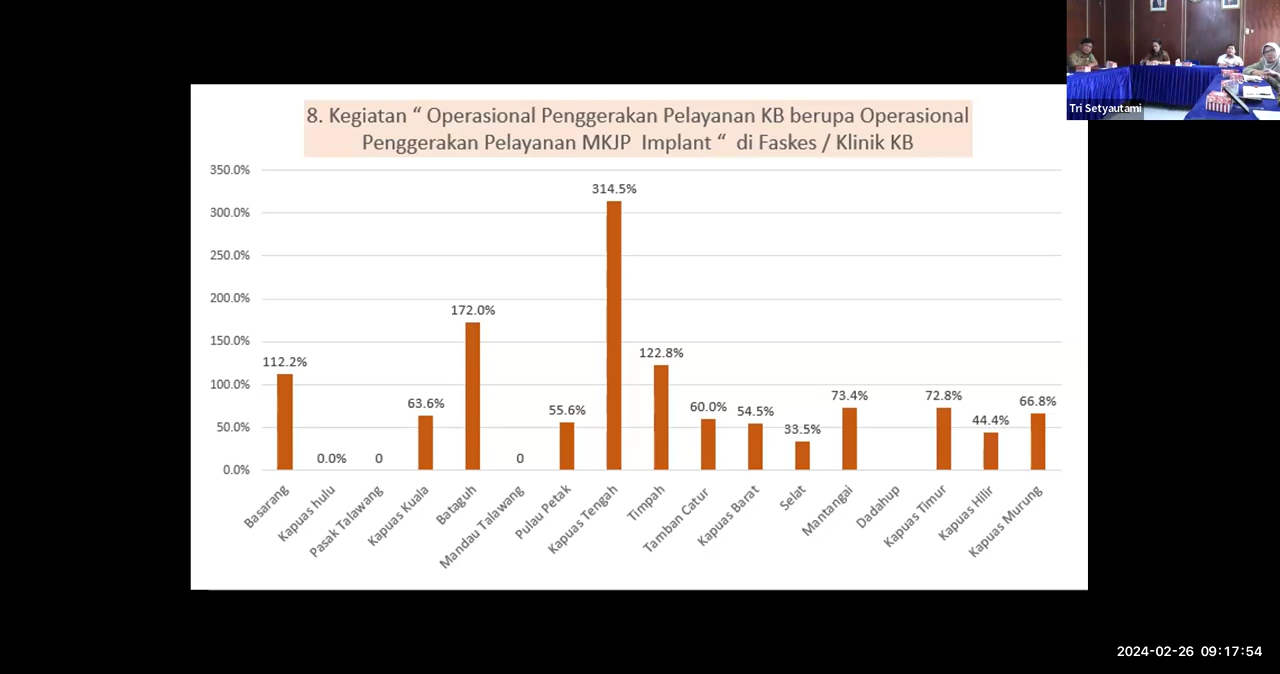 Tri Setyautami
8. Kegiatan “ Operasional Penggerakan Pelayanan KB berupa Operasional
Penggerakan Pelayanan MKJP Implant “ di Faskes / Klinik KB
350.0%
300.0%
250.0%
200.0%
150.0%
100.0%
50.0%
0.0%
112.2%
0.0%
0
63.6%
172.0%
0
55.6%
314.5%
122.8%
60.0%
54.5%
33.5%
73.4%
72.8%
44.4%
66.8%
Basarang
Kapuas hulu
Pasak Talawang
Kapuas Kuala
Bataguh
Mandau Talawang
Pulau Petak
Kapuas Tengah
Timpah
Tamban Catur
Kapuas Barat
Selat
Mantangai
Dadahup
Kapuas Timur
Kapuas Hilir
Kapuas Murung
2024-02-26 09:17:54